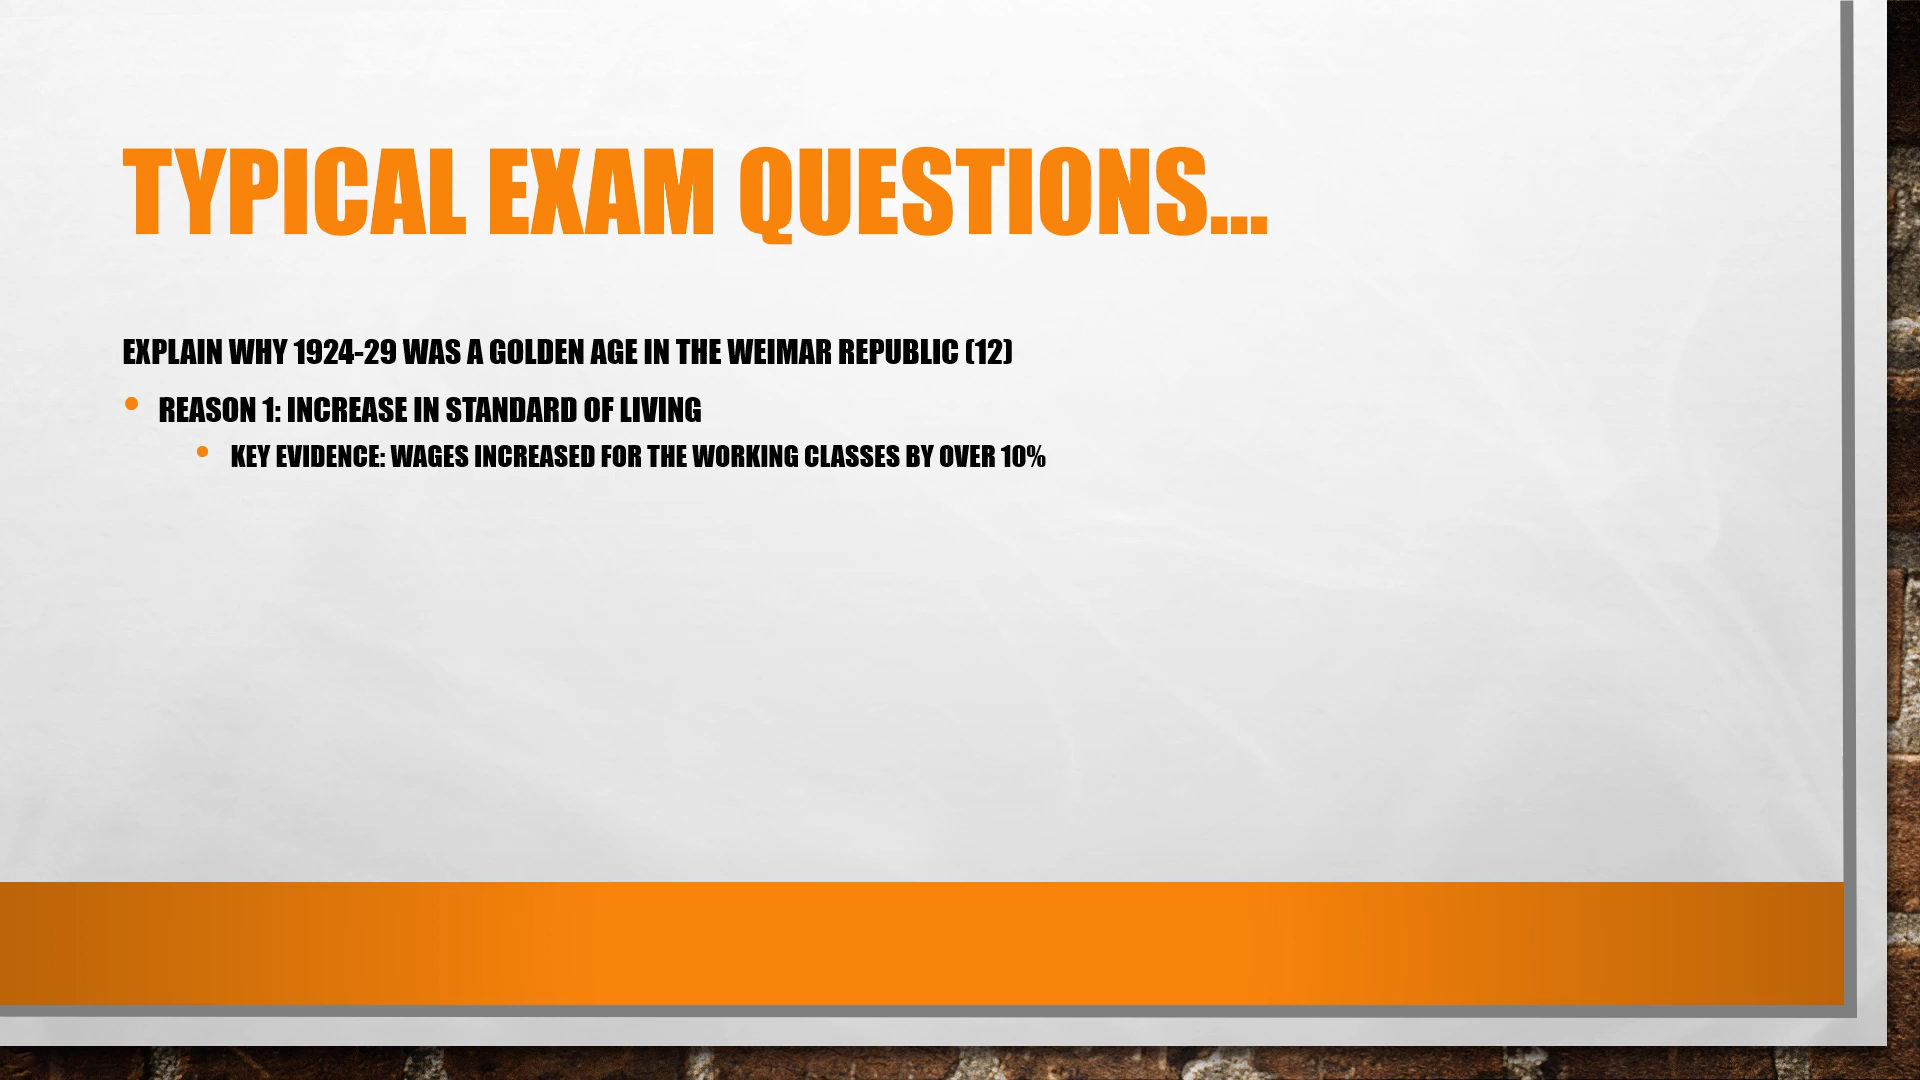 TYPICAL EXAM QUESTIONS...
EXPLAIN WHY 1924-29 WAS A GOLDEN AGE IN THE WEIMAR REPUBLIC (12)
REASON 1: INCREASE IN STANDARD OF LIVING
KEY EVIDENCE: WAGES INCREASED FOR THE WORKING CLASSES BY OVER 10%